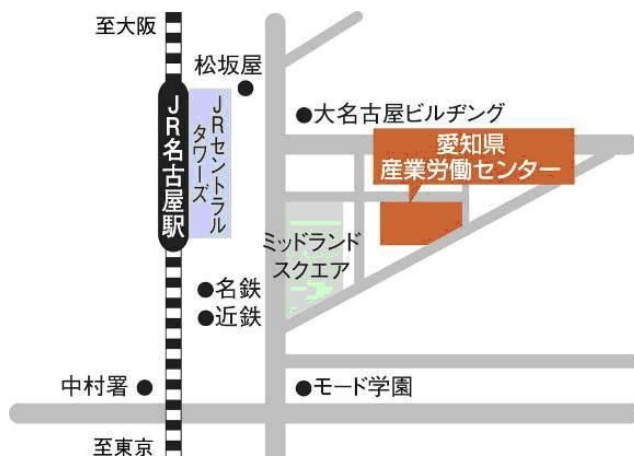 至大阪
松坂屋
JR名古屋駅
JRセントラル
タワーズ
●大名古屋ビルヂング
愛知県
産業労働センター
ミッドランド
スクエア
●名鉄
●近鉄
中村署●
●モード学園
至東京